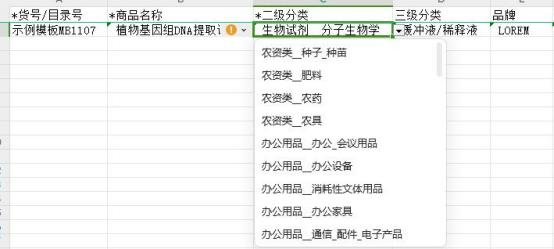 *货号/目录号 *商品名称 *二级分类 三级分类 品牌
示例模板MB1107 植物基因组DNA提取 生物试剂__分子生物学 缓冲液/稀释液 LOREM
农资类__种子_种苗
农资类__肥料
农资类__农药
农资类__农具
办公用品__办公_会议用品
办公用品__办公设备
办公用品__消耗性文体用品
办公用品__办公家具
办公用品__通信_配件_电子产品